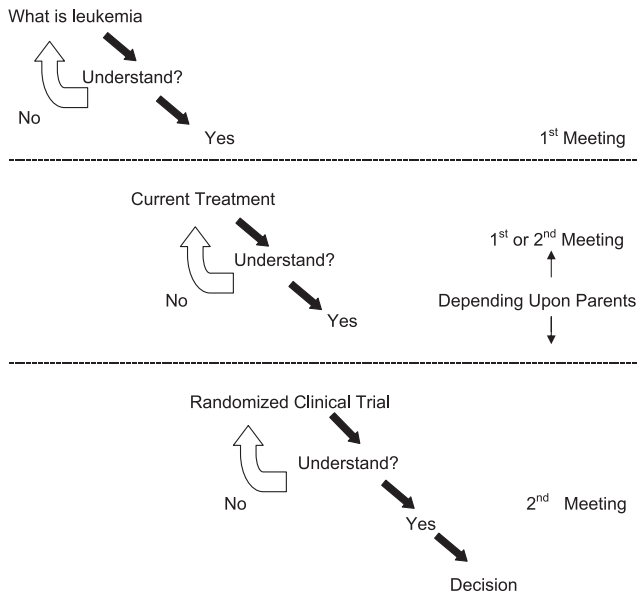 What is leukemia
Understand?
No
Yes
1st Meeting
Current Treatment
1st or 2nd Meeting
Understand?
No
Depending Upon Parents
Yes
Randomized Clinical Trial
Understand?
No
2nd Meeting
Yes
Decision